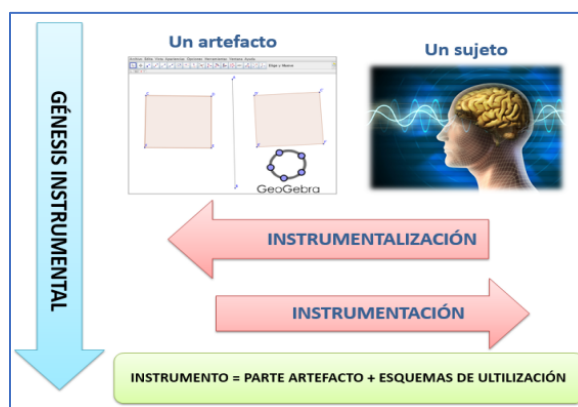 Un artefacto
Un sujeto
GÉNESIS INSTRUMENTAL
GeoGebra
INSTRUMENTALIZACIÓN
INSTRUMENTACIÓN
INSTRUMENTO = PARTE ARTEFACTO + ESQUEMAS DE ULTILIZACIÓN